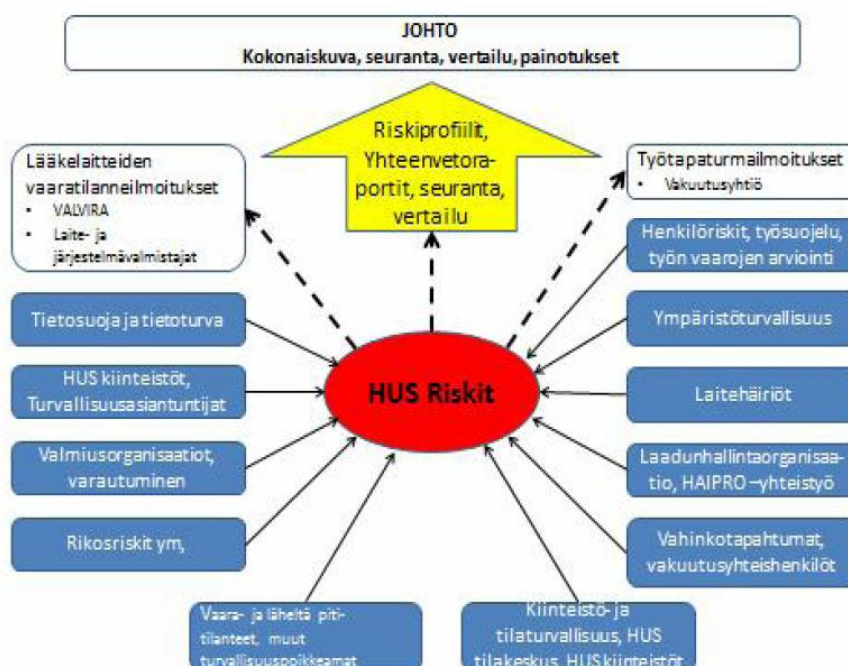 JOHTO
Kokonaiskuva, seuranta, vertailu, painotukset
Riskiprofiilit,
Yhteenvetora-
portit, seuranta,
vertailu
Lääkelaitteiden
vaaratilanneilmoitukset
• VALVIRA
• Laite- ja
järjestelmävalmistajat
Työtapaturmailmoitukset
• Vakuutusyhtiö
Henkilöriskit, työsuojelu,
työn vaarojen arviointi
Tietosuoja ja tietoturva
Ympäristöturvallisuus
HUS kiinteistöt,
Turvallisuusasiantuntijat
HUS Riskit
Laitehäiriöt
Valmiusorganisaatiot,
varautuminen
Laadunhallintaorganisaa-
tio, HAIPRO –yhteistyö
Rikosriskit ym,
Vahinkotapahtumat,
vakuutusyhteishenkilöt
Vaara- ja läheltä piti-
tilanteet, muut
turvallisuuspoikkeamat
Kiinteistö- ja
tilaturvallisuus, HUS
tilakeskus, HUS kiinteistöt